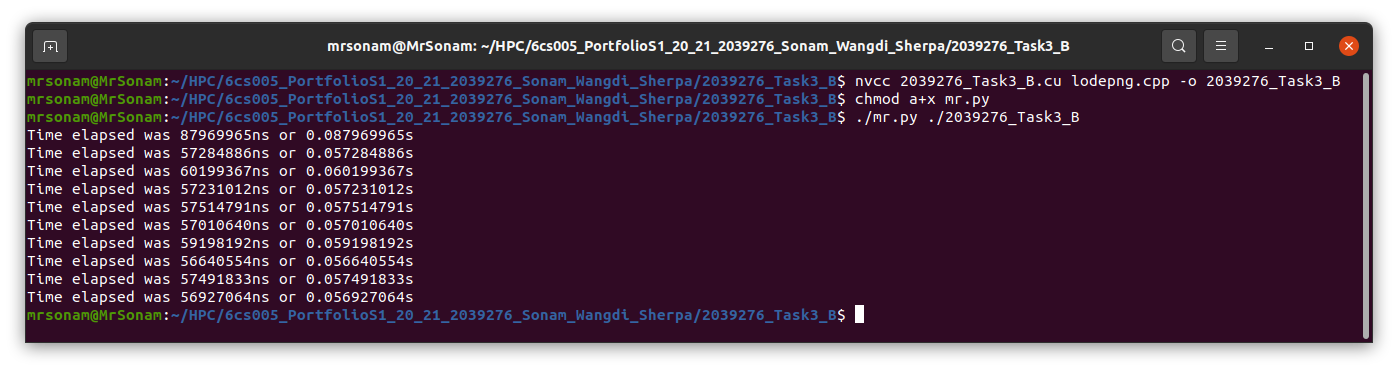 mrsonam@MrSonam: ~/HPC/6cs005_PortfolioS1_20_21_2039276_Sonam_Wangdi_Sherpa/2039276_Task3_B
mrsonam@MrSonam:~/HPC/6cs005_PortfolioS1_20_21_2039276_Sonam_Wangdi_Sherpa/2039276_Task3_B$ nvcc 2039276_Task3_B.cu lodepng.cpp -o 2039276_Task3_B
mrsonam@MrSonam:~/HPC/6cs005_PortfolioS1_20_21_2039276_Sonam_Wangdi_Sherpa/2039276_Task3_B$ chmod a+x mr.py
mrsonam@MrSonam:~/HPC/6cs005_PortfolioS1_20_21_2039276_Sonam_Wangdi_Sherpa/2039276_Task3_B$ ./mr.py ./2039276_Task3_B
Time elapsed was 87969965ns or 0.087969965s
Time elapsed was 57284886ns or 0.057284886s
Time elapsed was 60199367ns or 0.060199367s
Time elapsed was 57231012ns or 0.057231012s
Time elapsed was 57514791ns or 0.057514791s
Time elapsed was 57010640ns or 0.057010640s
Time elapsed was 59198192ns or 0.059198192s
Time elapsed was 56640554ns or 0.056640554s
Time elapsed was 57491833ns or 0.057491833s
Time elapsed was 56927064ns or 0.056927064s
mrsonam@MrSonam:~/HPC/6cs005_PortfolioS1_20_21_2039276_Sonam_Wangdi_Sherpa/2039276_Task3_B$